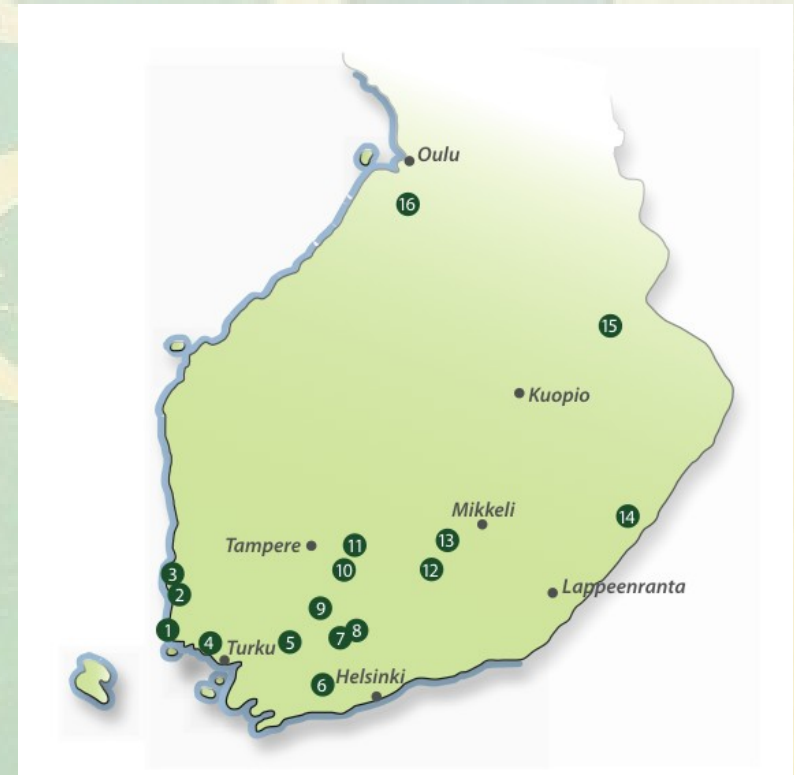 Oulu
16
15
Kuopio
Mikkeli
14
Tampere
11
13
10
12
3
2
Lappeenranta
9
1
8
7
4
5
Turku
6
Helsinki